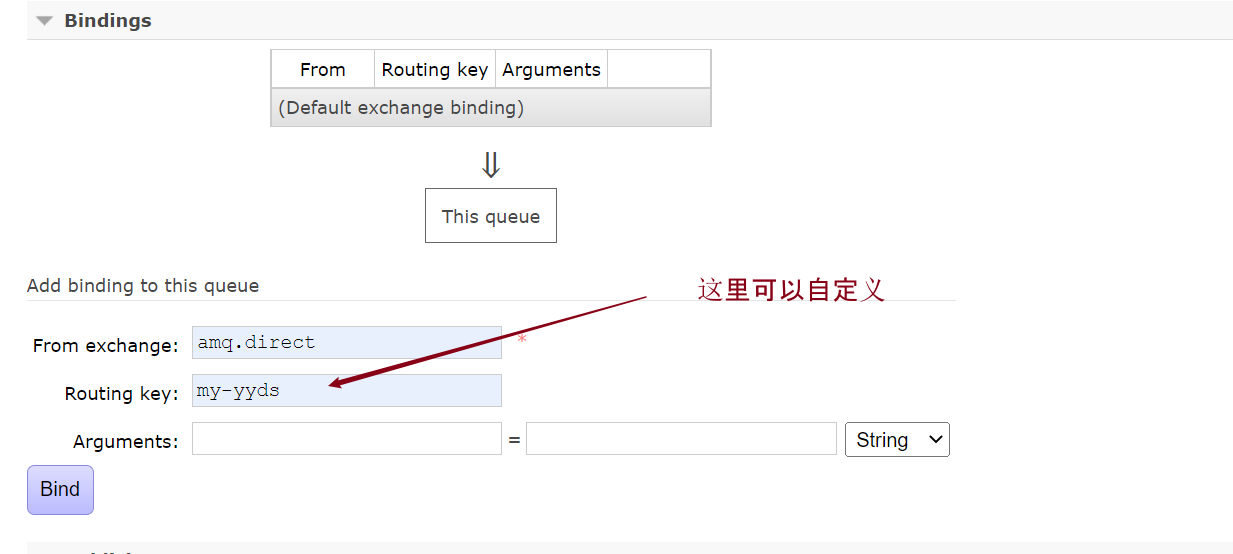 Bindings
From Routing key Arguments
(Default exchange binding)
⇓
This queue
Add binding to this queue
这里可以自定义
From exchange: amq.direct *
Routing key: my-yyds
Arguments: = String
Bind